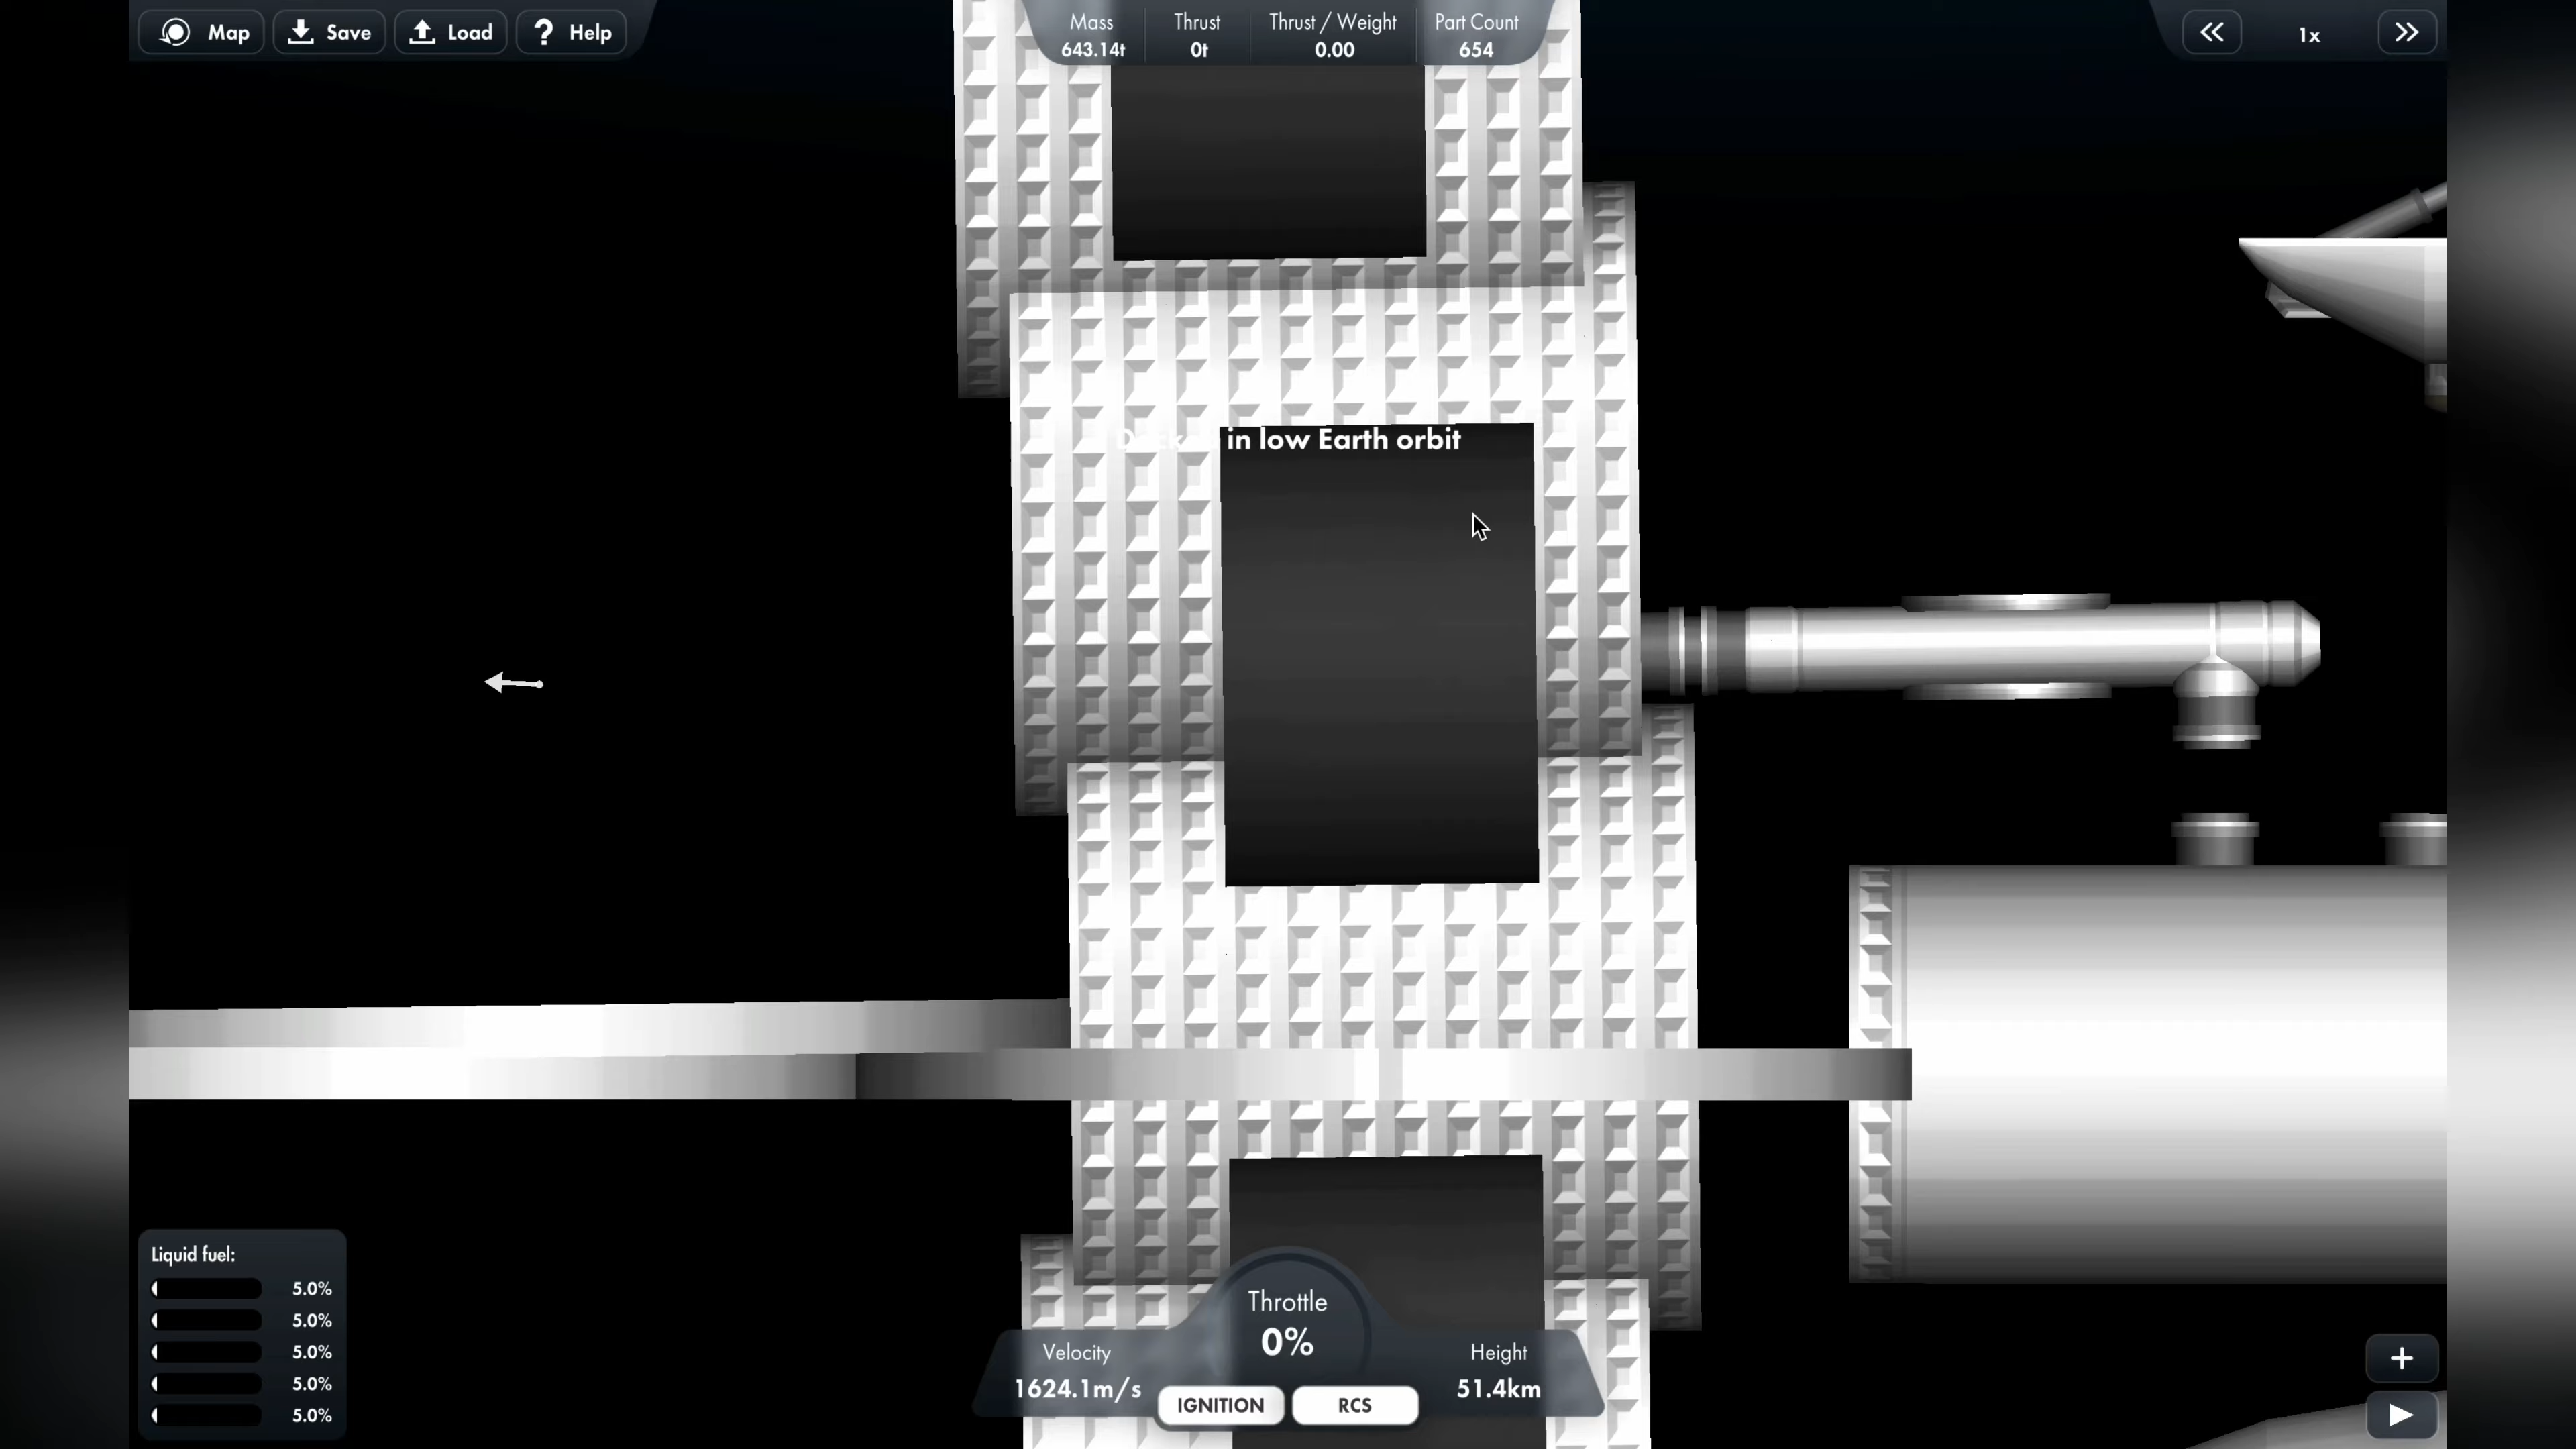 Map Save Load Help
Mass Thrust Thrust / Weight Part Count
643.14t 0t 0.00 654
1x
Docked in low Earth orbit
Liquid fuel:
5.0%
5.0%
5.0%
5.0%
5.0%
Throttle
0%
Velocity
1624.1m/s
Height
51.4km
IGNITION RCS